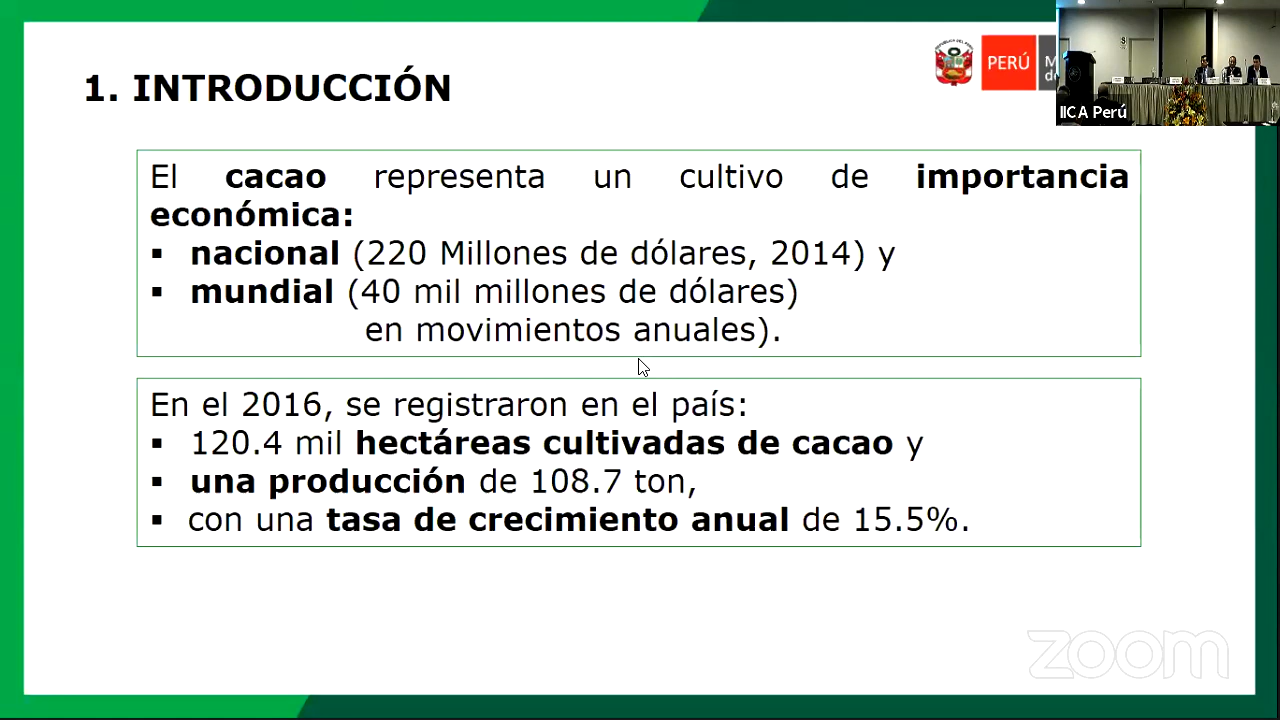 1. INTRODUCCIÓN
PERÚ
IICA Perú
El cacao representa un cultivo de importancia
económica:
▪ nacional (220 Millones de dólares, 2014) y
▪ mundial (40 mil millones de dólares)
en movimientos anuales).
En el 2016, se registraron en el país:
▪ 120.4 mil hectáreas cultivadas de cacao y
▪ una producción de 108.7 ton,
▪ con una tasa de crecimiento anual de 15.5%.
zoom